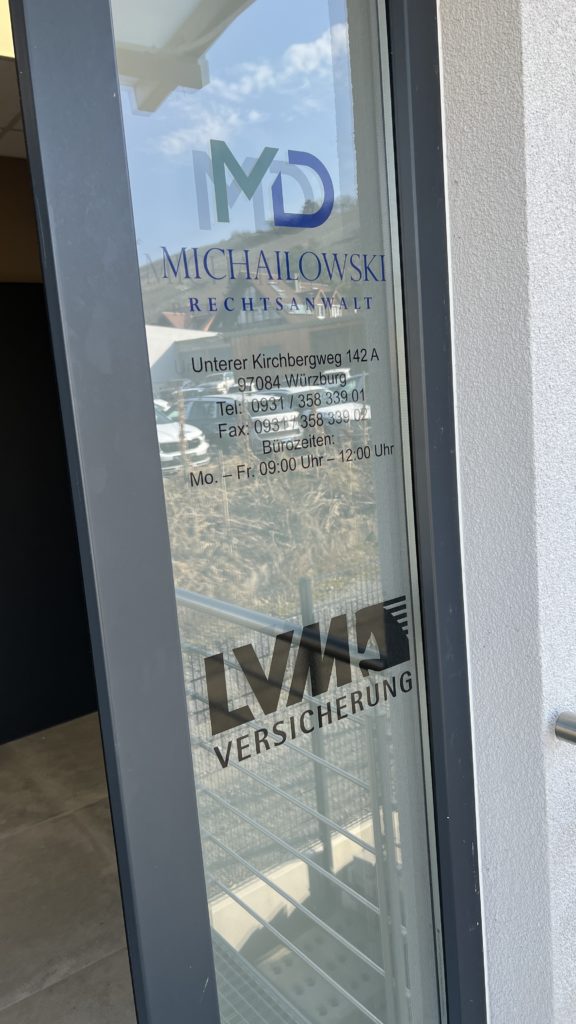 MD
MICHAILOWSKI
RECHTSANWALT
Unterer Kirchbergweg 142 A
97084 Würzburg
Tel: 0931 / 358 339 01
Fax: 0931 / 358 339 02
Bürozeiten:
Mo. – Fr. 09:00 Uhr – 12:00 Uhr
LVM
VERSICHERUNG